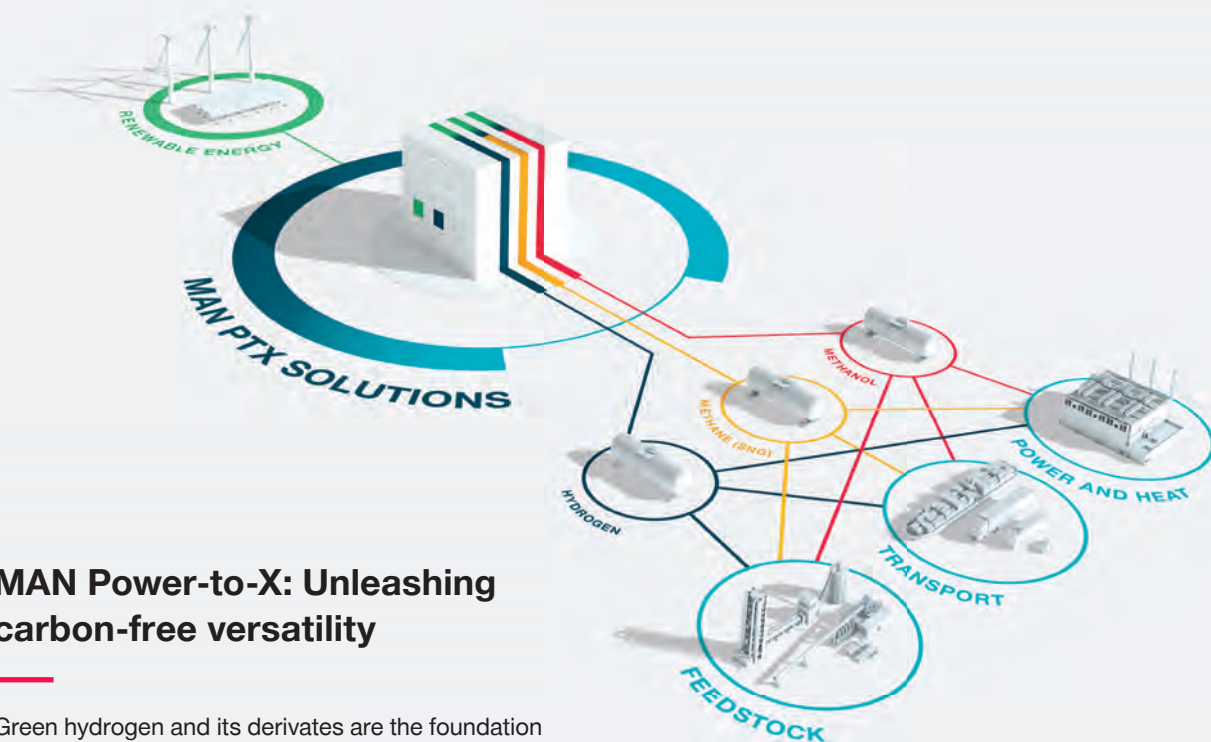 RENEWABLE ENERGY
MAN PTX SOLUTIONS
METHANOL
METHANE (SNG)
HYDROGEN
POWER AND HEAT
TRANSPORT
FEEDSTOCK
MAN Power-to-X: Unleashing
carbon-free versatility
Green hydrogen and its derivates are the foundation